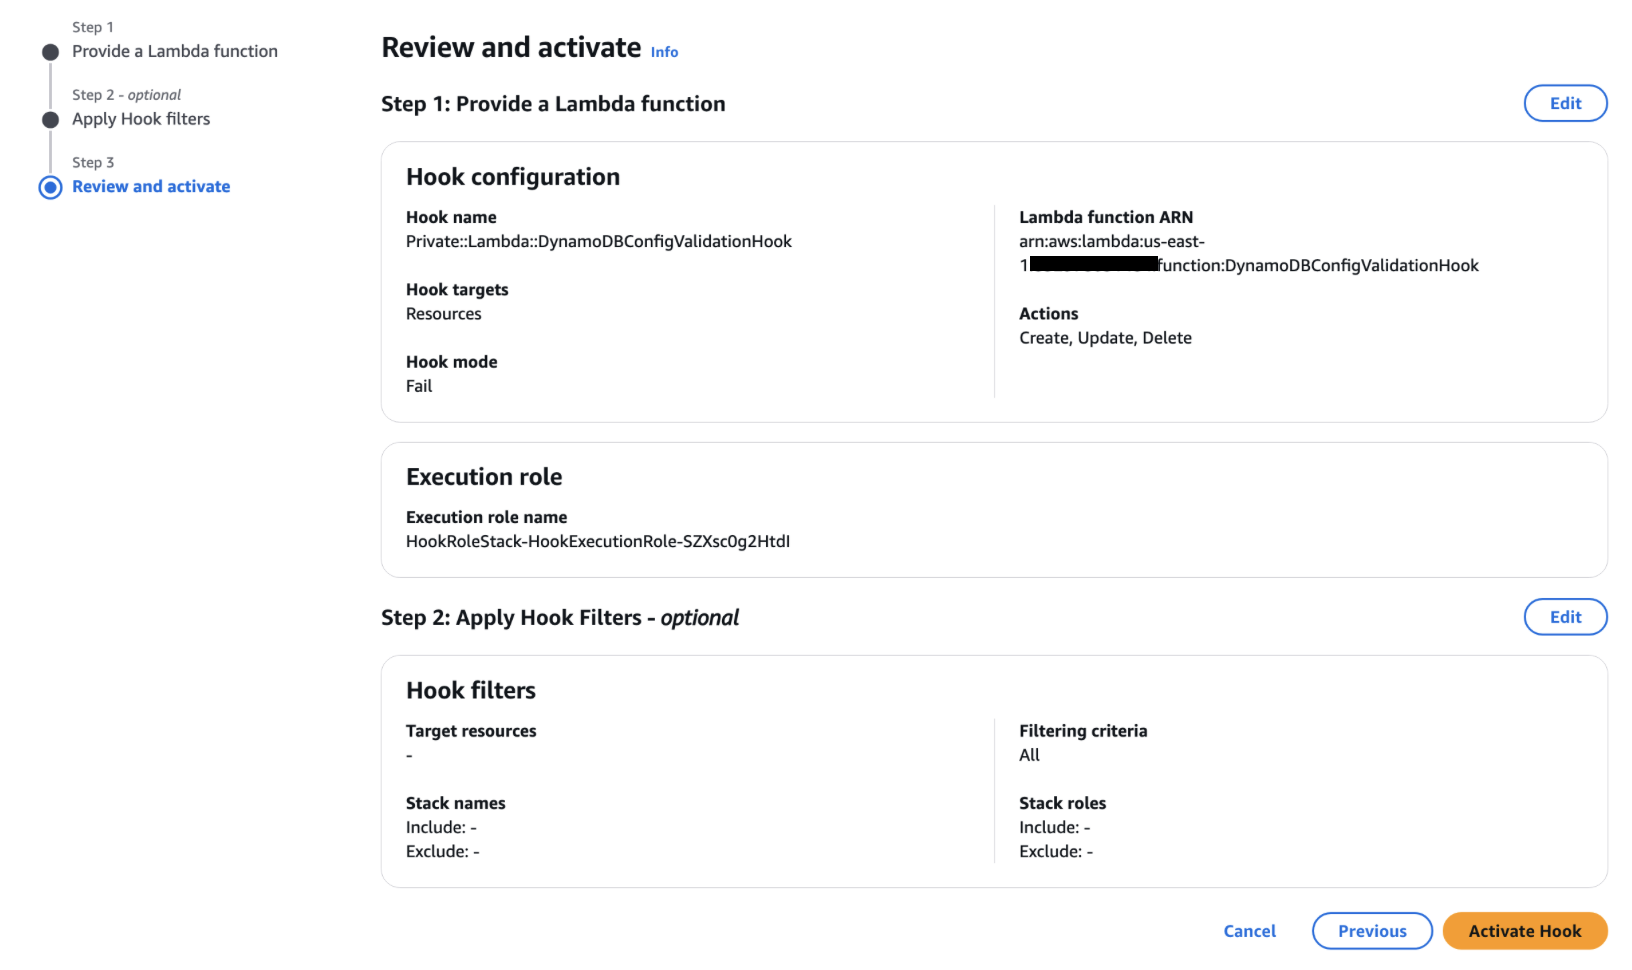 Step 1
Provide a Lambda function
Step 2 - optional
Apply Hook filters
Step 3
Review and activate
Review and activate Info
Step 1: Provide a Lambda function
Edit
Hook configuration
Hook name
Private::Lambda::DynamoDBConfigValidationHook
Hook targets
Resources
Hook mode
Fail
Lambda function ARN
arn:aws:lambda:us-east-
1 function:DynamoDBConfigValidationHook
Actions
Create, Update, Delete
Execution role
Execution role name
HookRoleStack-HookExecutionRole-SZXsc0g2HtdI
Step 2: Apply Hook Filters - optional
Edit
Hook filters
Target resources
-
Stack names
Include: -
Exclude: -
Filtering criteria
All
Stack roles
Include: -
Exclude: -
Cancel
Previous
Activate Hook